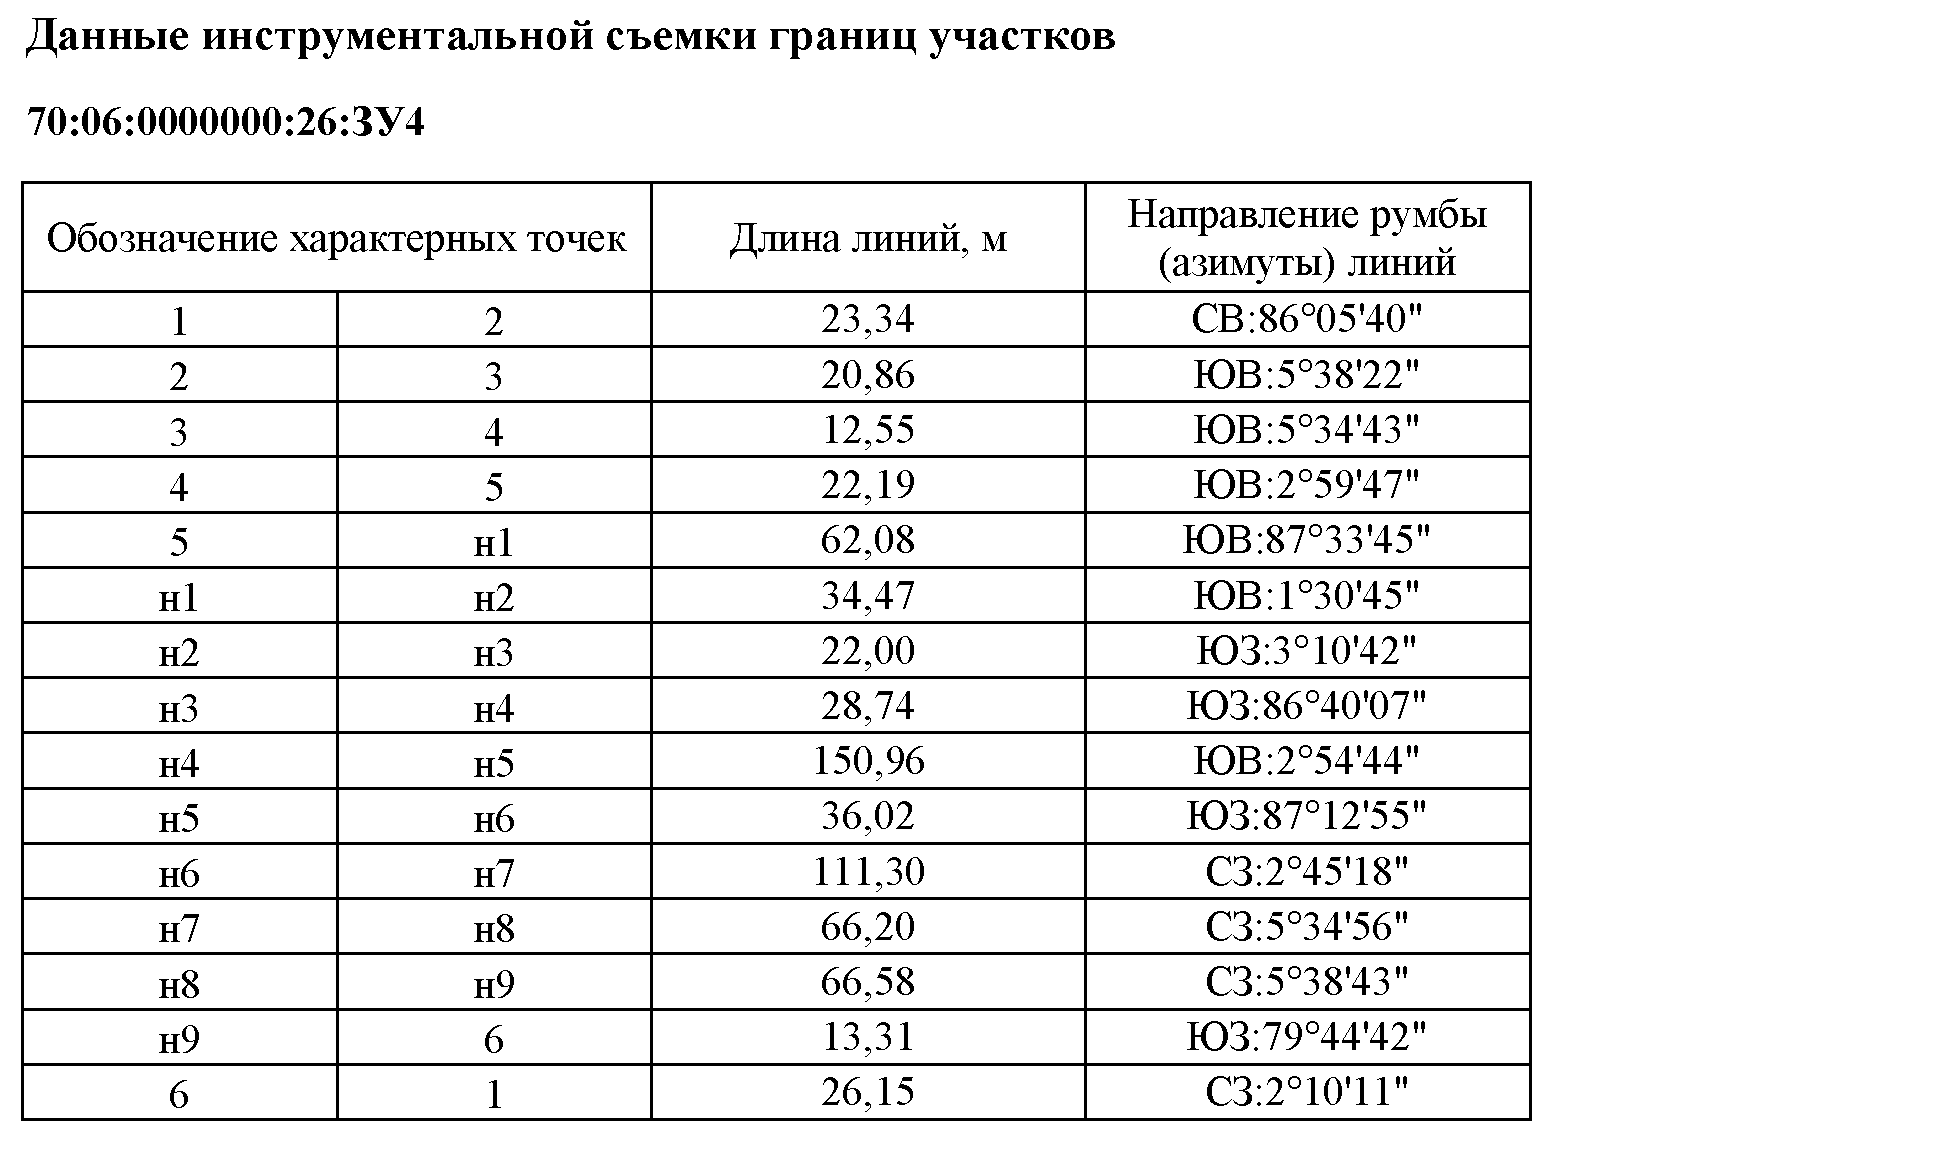 Данные инструментальной съемки границ участков
70:06:0000000:26:ЗУ4
Обозначение характерных точек Длина линий, м Направление румбы
(азимуты) линий
1 2 23,34 СВ:86°05'40"
2 3 20,86 ЮВ:5°38'22"
3 4 12,55 ЮВ:5°34'43"
4 5 22,19 ЮВ:2°59'47"
5 н1 62,08 ЮВ:87°33'45"
н1 н2 34,47 ЮВ:1°30'45"
н2 н3 22,00 ЮЗ:3°10'42"
н3 н4 28,74 ЮЗ:86°40'07"
н4 н5 150,96 ЮВ:2°54'44"
н5 н6 36,02 ЮЗ:87°12'55"
н6 н7 111,30 СЗ:2°45'18"
н7 н8 66,20 СЗ:5°34'56"
н8 н9 66,58 СЗ:5°38'43"
н9 6 13,31 ЮЗ:79°44'42"
6 1 26,15 СЗ:2°10'11"